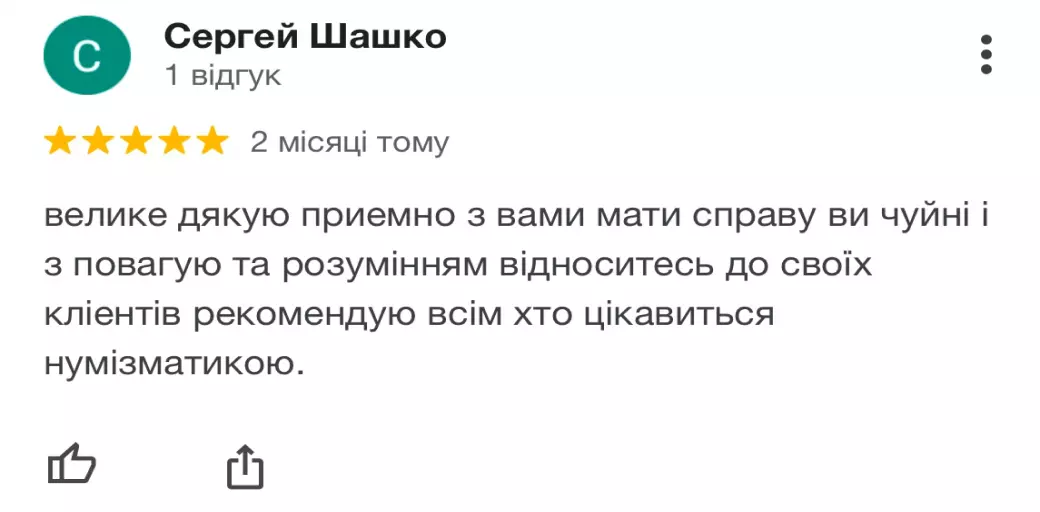 С
Сергей Шашко
1 відгук
2 місяці тому
велике дякую приемно з вами мати справу ви чуйні і
з повагую та розумінням відноситесь до своїх
клієнтів рекомендую всім хто цікавиться
нумізматикою.